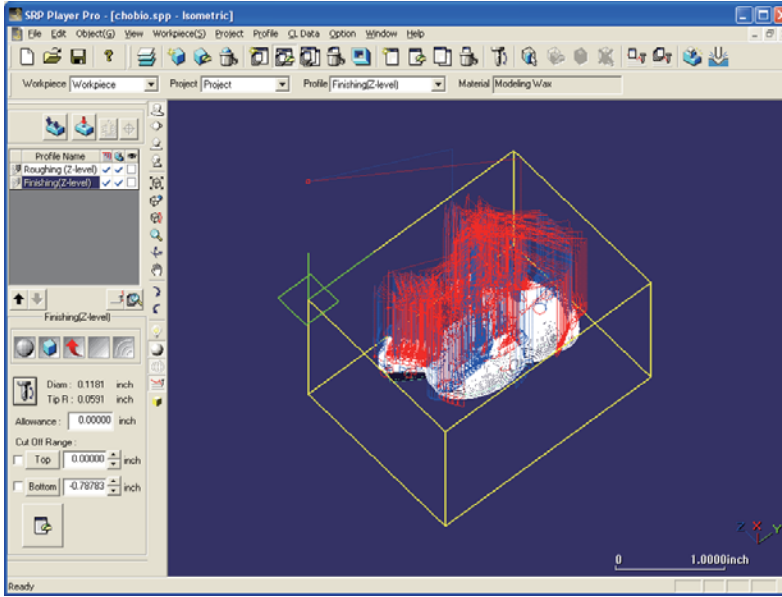 SRP Player Pro - [chobio.spp - Isometric]
File Edit Object(G) View Workpiece(S) Project Profile CL Data Option Window Help
Workpiece Workpiece Project Project Profile Finishing(Z-level) Material Modeling Wax
Profile Name
Roughing (Z-level)
Finishing(Z-level)
Finishing(Z-level)
Diam : 0.1181 inch
Tip R : 0.0591 inch
Allowance : 0.00000 inch
Cut Off Range :
Top 0.00000 inch
Bottom -0.78783 inch
Z X Y
0 1.0000inch
Ready